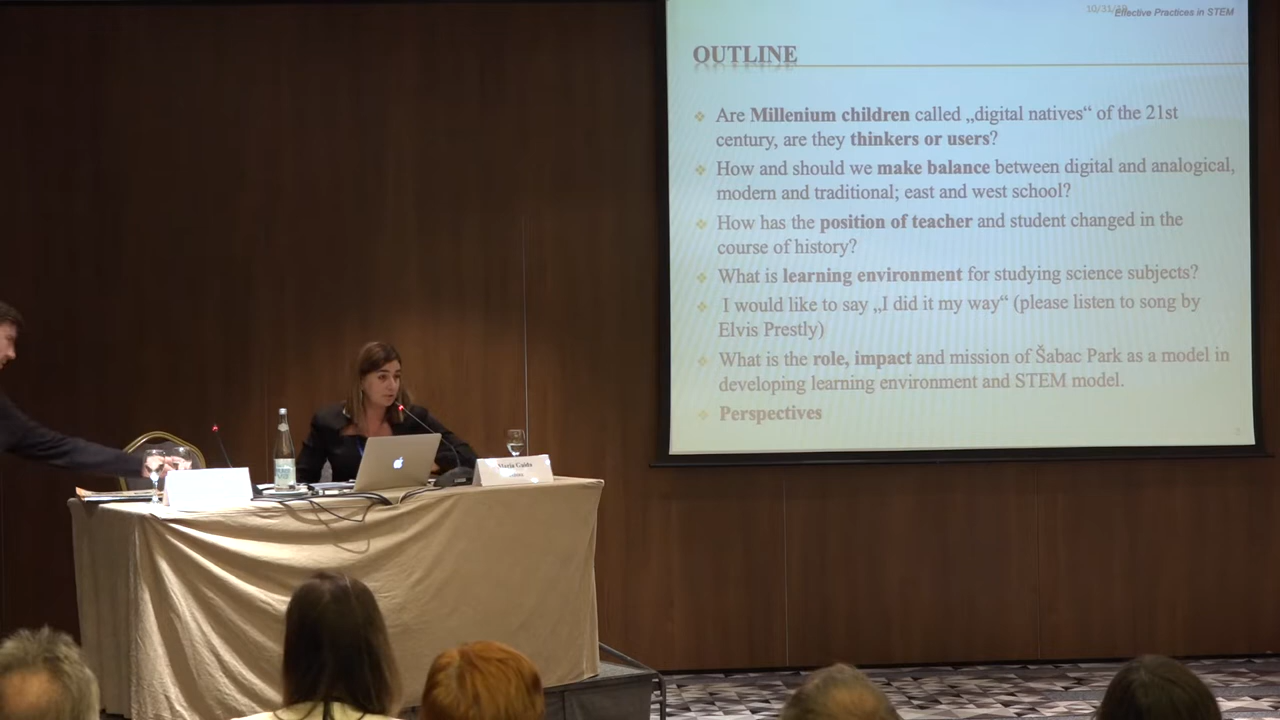 10/31/19
Effective Practices in STEM
OUTLINE
Are Millenium children called „digital natives“ of the 21st
century, are they thinkers or users?
How and should we make balance between digital and analogical,
modern and traditional; east and west school?
How has the position of teacher and student changed in the
course of history?
What is learning environment for studying science subjects?
I would like to say „I did it my way“ (please listen to song by
Elvis Prestly)
What is the role, impact and mission of Šabac Park as a model in
developing learning environment and STEM model.
Perspectives
2
Maria Guida